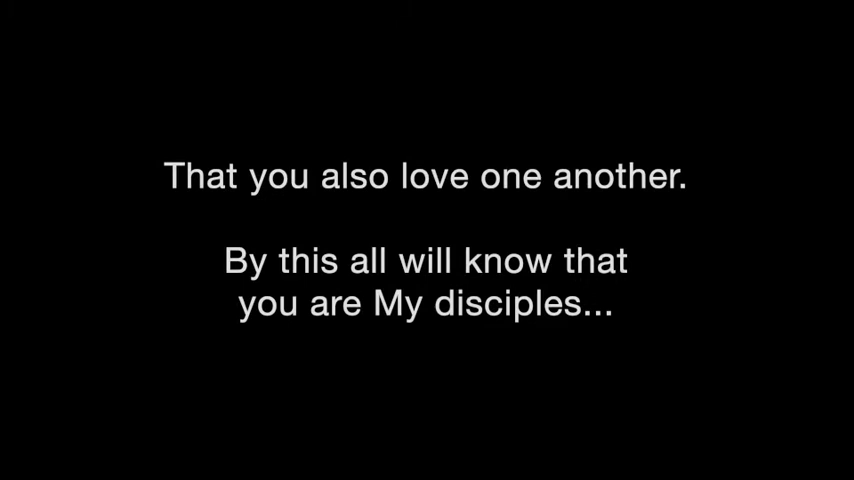 That you also love one another.
By this all will know that
you are My disciples...